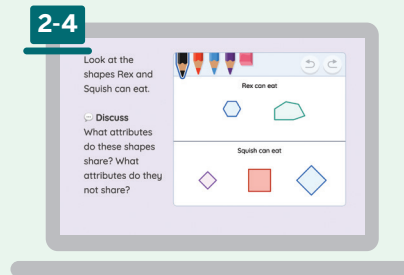 2-4
Look at the
shapes Rex and
Squish can eat.
Discuss
What attributes
do these shapes
share? What
attributes do they
not share?
Rex can eat
Squish can eat